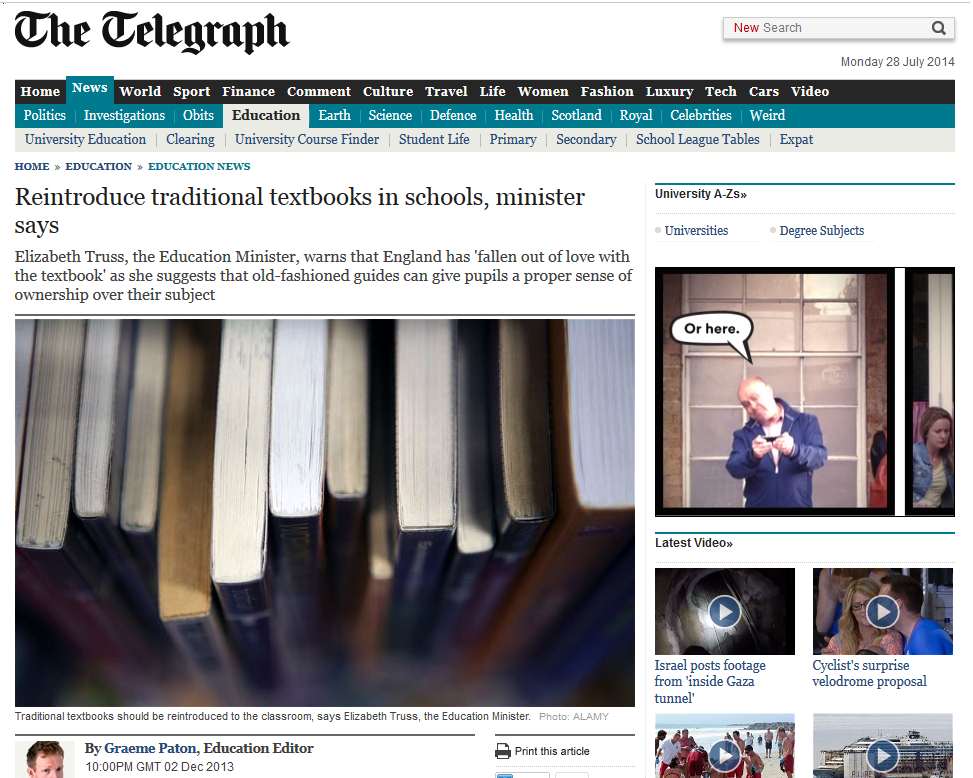 The Telegraph
New Search
Monday 28 July 2014
Home News World Sport Finance Comment Culture Travel Life Women Fashion Luxury Tech Cars Video
Politics Investigations Obits Education Earth Science Defence Health Scotland Royal Celebrities Weird
University Education Clearing University Course Finder Student Life Primary Secondary School League Tables Expat
HOME » EDUCATION » EDUCATION NEWS
Reintroduce traditional textbooks in schools, minister
says
Elizabeth Truss, the Education Minister, warns that England has 'fallen out of love with
the textbook' as she suggests that old-fashioned guides can give pupils a proper sense of
ownership over their subject
Traditional textbooks should be reintroduced to the classroom, says Elizabeth Truss, the Education Minister. Photo: ALAMY
By Graeme Paton, Education Editor
10:00PM GMT 02 Dec 2013
Print this article
University A-Zs»
Universities
Degree Subjects
Or here.
Latest Video»
Israel posts footage
from 'inside Gaza
tunnel'
Cyclist's surprise
velodrome proposal